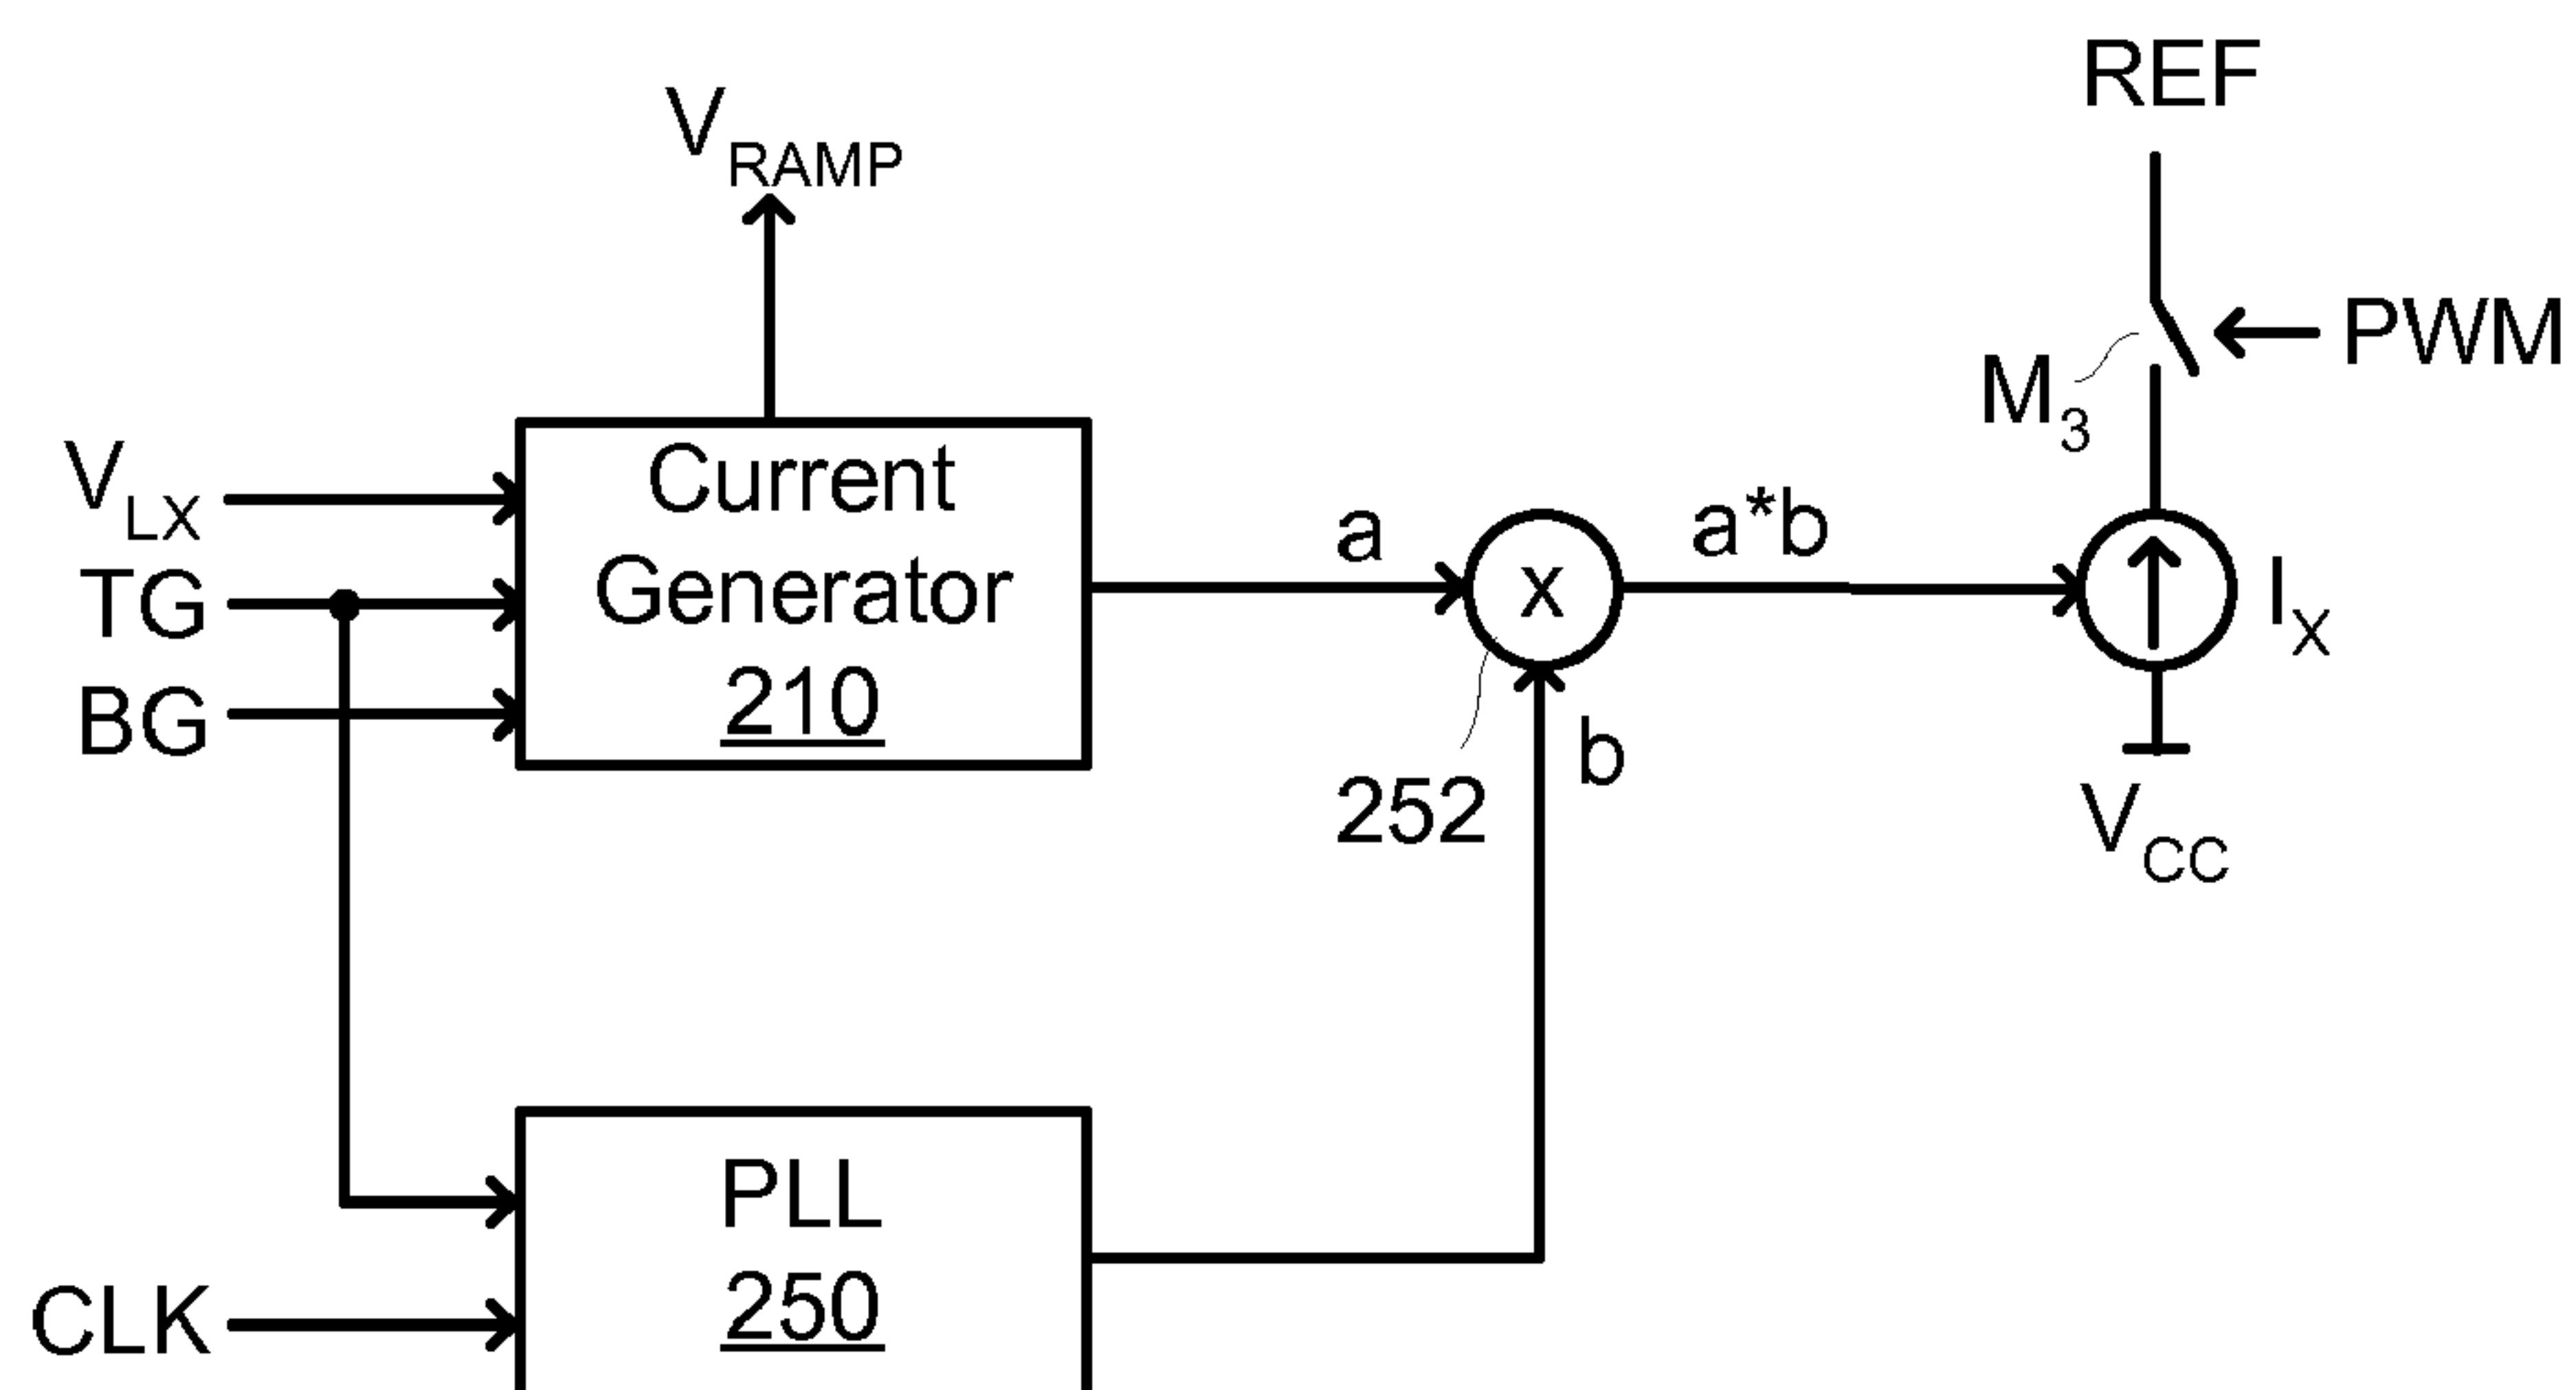 REF
VRAMP
PWM
M3
VLX
TG
BG
Current
Generator
210
a
x
a*b
IX
252
b
VCC
PLL
250
CLK